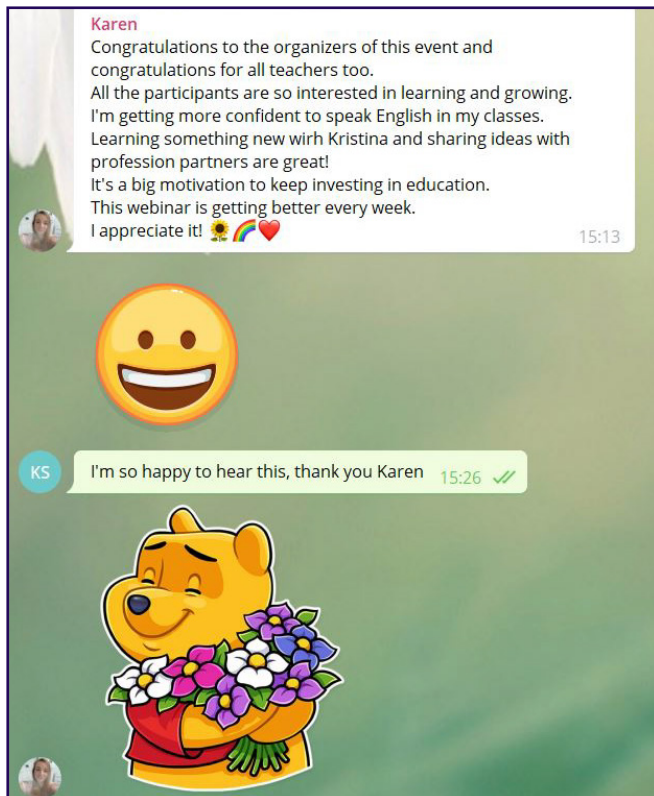 Karen
Congratulations to the organizers of this event and
congratulations for all teachers too.
All the participants are so interested in learning and growing.
I'm getting more confident to speak English in my classes.
Learning something new wirh Kristina and sharing ideas with
profession partners are great!
It's a big motivation to keep investing in education.
This webinar is getting better every week.
I appreciate it! 🌻🌈❤️
15:13
KS
I'm so happy to hear this, thank you Karen 15:26